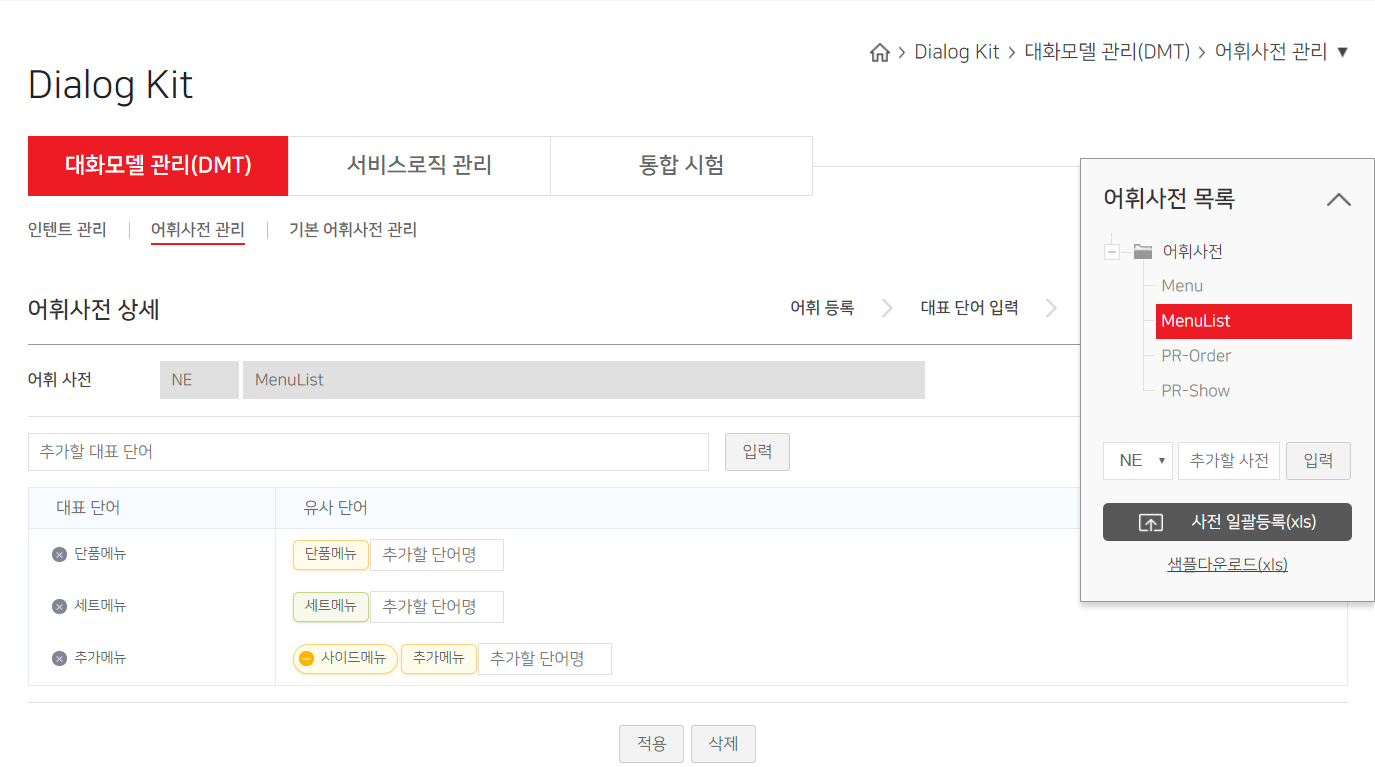 Dialog Kit > 대화모델 관리(DMT) > 어휘사전 관리 ▼
Dialog Kit
대화모델 관리(DMT) 서비스로직 관리 통합 시험
인텐트 관리 | 어휘사전 관리 | 기본 어휘사전 관리
어휘사전 상세 어휘 등록 > 대표 단어 입력 >
어휘 사전 NE MenuList
추가할 대표 단어 입력
대표 단어 유사 단어
단품메뉴 단품메뉴 추가할 단어명
세트메뉴 세트메뉴 추가할 단어명
추가메뉴 사이드메뉴 추가메뉴 추가할 단어명
적용 삭제
어휘사전 목록
어휘사전
Menu
MenuList
PR-Order
PR-Show
NE ▼ 추가할 사전 입력
사전 일괄등록(xls)
샘플다운로드(xls)